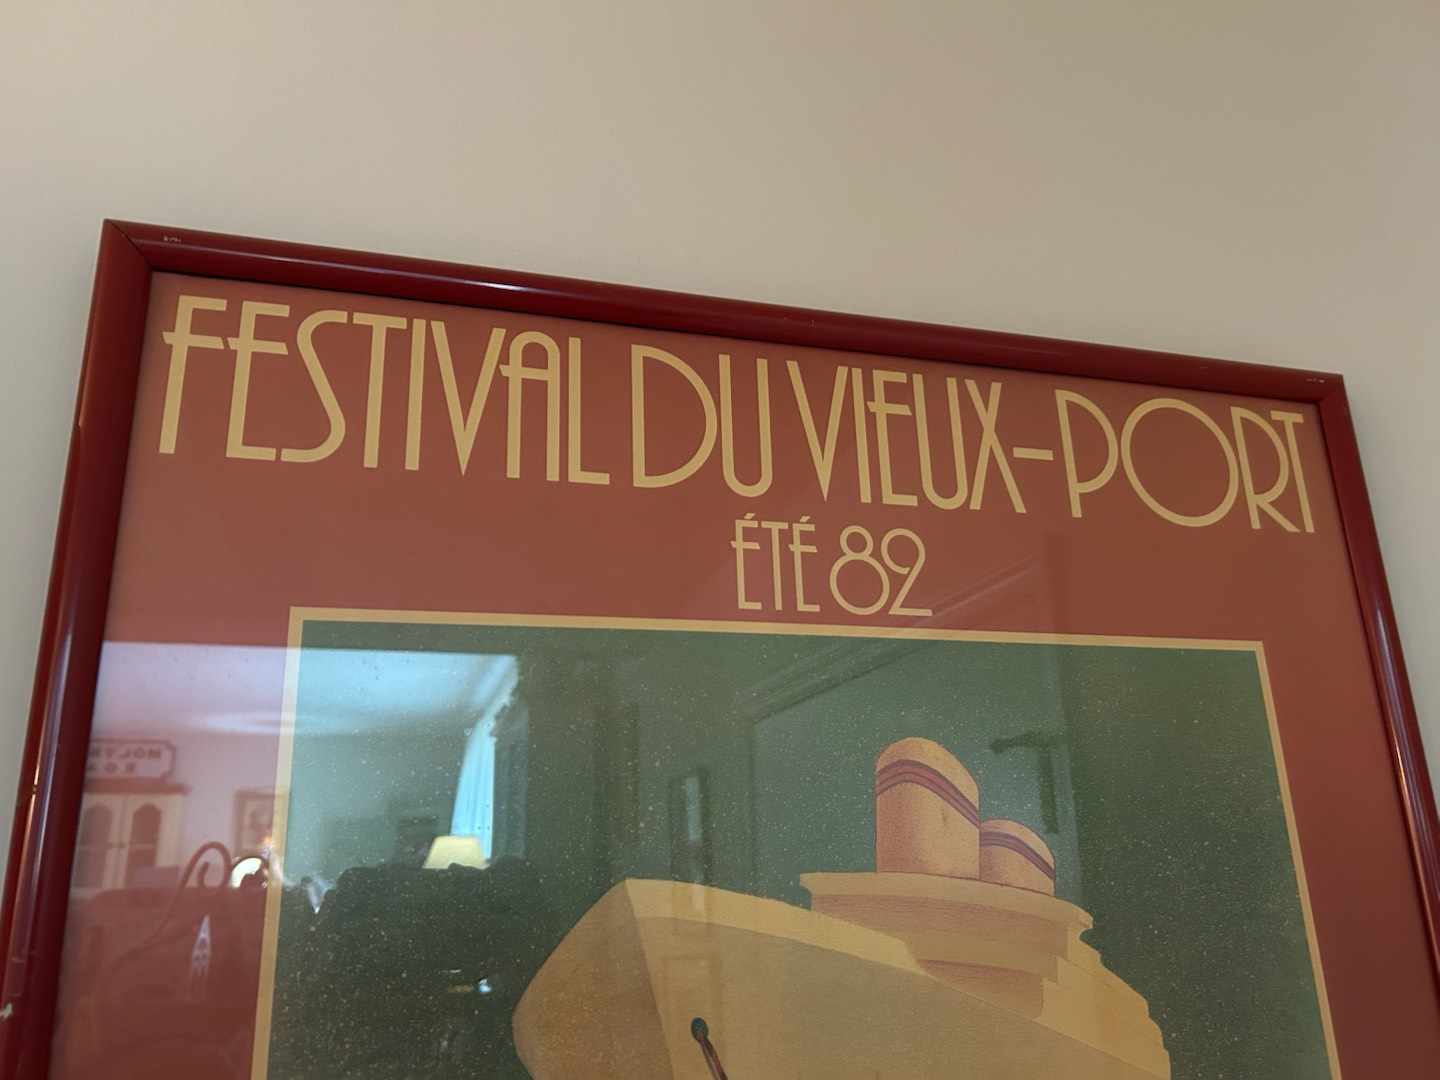 FESTIVAL DU VIEUX-PORT
ÉTÉ 82